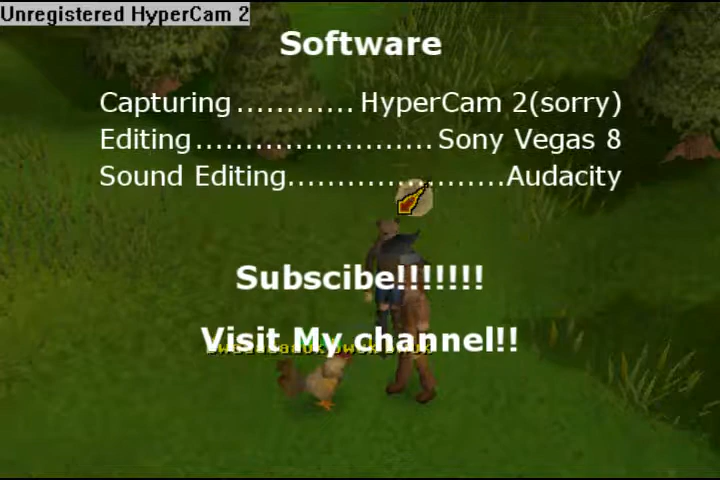 Unregistered HyperCam 2
Software
Capturing............HyperCam 2(sorry)
Editing........................Sony Vegas 8
Sound Editing......................Audacity
Subscibe!!!!!!!
Visit My channel!!